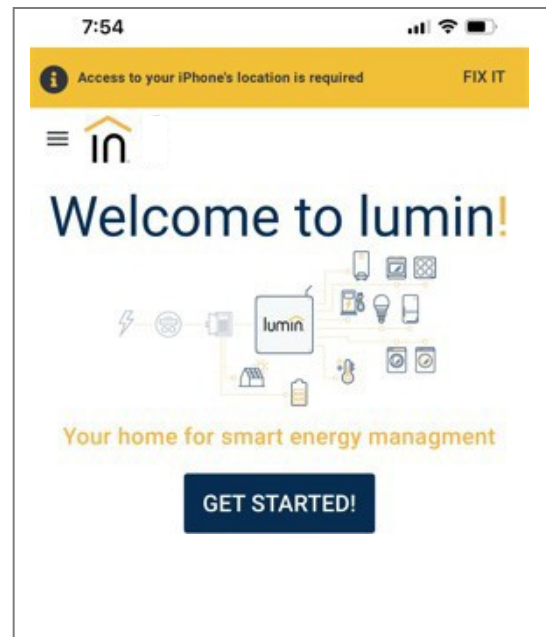 7:54
Access to your iPhone's location is required FIX IT
in
Welcome to lumin!
lumin
Your home for smart energy managment
GET STARTED!